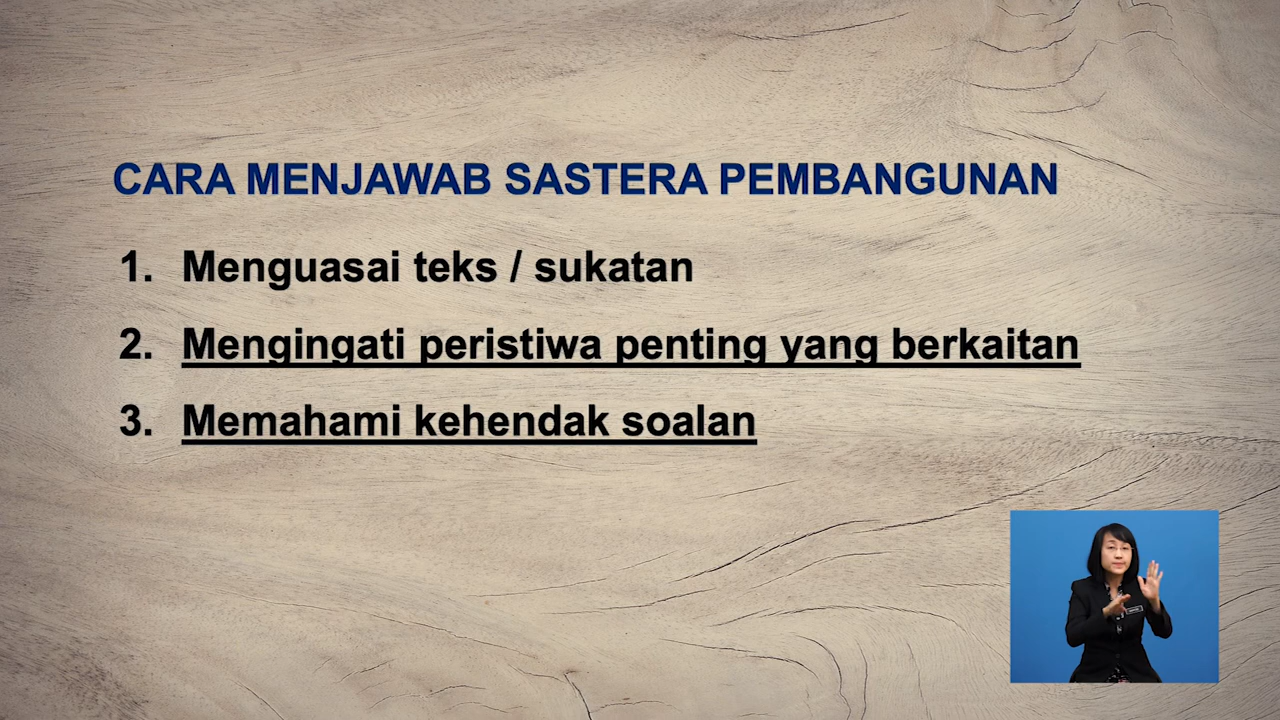 CARA MENJAWAB SASTERA PEMBANGUNAN
1. Menguasai teks / sukatan
2. Mengingati peristiwa penting yang berkaitan
3. Memahami kehendak soalan